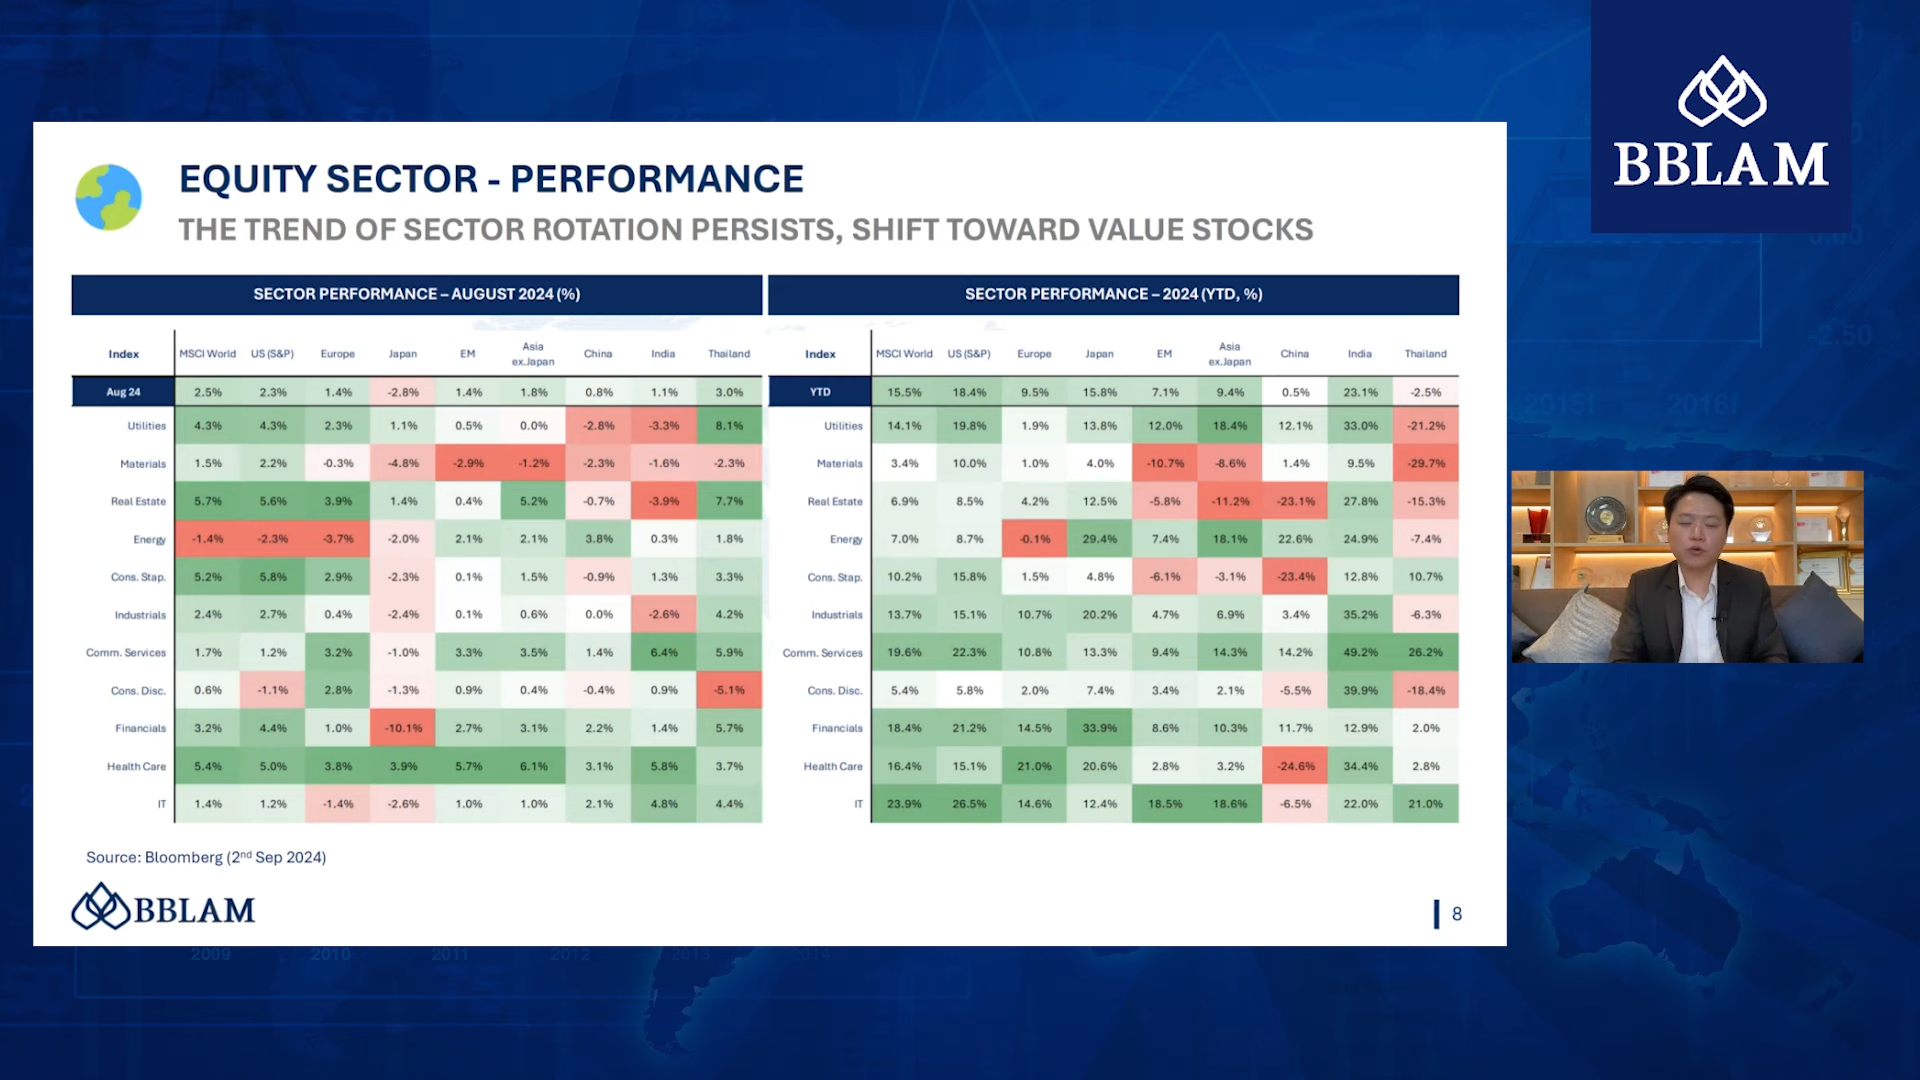 BBLAM
EQUITY SECTOR - PERFORMANCE
THE TREND OF SECTOR ROTATION PERSISTS, SHIFT TOWARD VALUE STOCKS
SECTOR PERFORMANCE – AUGUST 2024 (%)
Index MSCI World US (S&P) Europe Japan EM Asia ex.Japan China India Thailand
Aug 24 2.5% 2.3% 1.4% -2.8% 1.4% 1.8% 0.8% 1.1% 3.0%
Utilities 4.3% 4.3% 2.3% 1.1% 0.5% 0.0% -2.8% -3.3% 8.1%
Materials 1.5% 2.2% -0.3% -4.8% -2.9% -1.2% -2.3% -1.6% -2.3%
Real Estate 5.7% 5.6% 3.9% 1.4% 0.4% 5.2% -0.7% -3.9% 7.7%
Energy -1.4% -2.3% -3.7% -2.0% 2.1% 2.1% 3.8% 0.3% 1.8%
Cons. Stap. 5.2% 5.8% 2.9% -2.3% 0.1% 1.5% -0.9% 1.3% 3.3%
Industrials 2.4% 2.7% 0.4% -2.4% 0.1% 0.6% 0.0% -2.6% 4.2%
Comm. Services 1.7% 1.2% 3.2% -1.0% 3.3% 3.5% 1.4% 6.4% 5.9%
Cons. Disc. 0.6% -1.1% 2.8% -1.3% 0.9% 0.4% -0.4% 0.9% -5.1%
Financials 3.2% 4.4% 1.0% -10.1% 2.7% 3.1% 2.2% 1.4% 5.7%
Health Care 5.4% 5.0% 3.8% 3.9% 5.7% 6.1% 3.1% 5.8% 3.7%
IT 1.4% 1.2% -1.4% -2.6% 1.0% 1.0% 2.1% 4.8% 4.4%
SECTOR PERFORMANCE – 2024 (YTD, %)
Index MSCI World US (S&P) Europe Japan EM Asia ex.Japan China India Thailand
YTD 15.5% 18.4% 9.5% 15.8% 7.1% 9.4% 0.5% 23.1% -2.5%
Utilities 14.1% 19.8% 1.9% 13.8% 12.0% 18.4% 12.1% 33.0% -21.2%
Materials 3.4% 10.0% 1.0% 4.0% -10.7% -8.6% 1.4% 9.5% -29.7%
Real Estate 6.9% 8.5% 4.2% 12.5% -5.8% -11.2% -23.1% 27.8% -15.3%
Energy 7.0% 8.7% -0.1% 29.4% 7.4% 18.1% 22.6% 24.9% -7.4%
Cons. Stap. 10.2% 15.8% 1.5% 4.8% -6.1% -3.1% -23.4% 12.8% 10.7%
Industrials 13.7% 15.1% 10.7% 20.2% 4.7% 6.9% 3.4% 35.2% -6.3%
Comm. Services 19.6% 22.3% 10.8% 13.3% 9.4% 14.3% 14.2% 49.2% 26.2%
Cons. Disc. 5.4% 5.8% 2.0% 7.4% 3.4% 2.1% -5.5% 39.9% -18.4%
Financials 18.4% 21.2% 14.5% 33.9% 8.6% 10.3% 11.7% 12.9% 2.0%
Health Care 16.4% 15.1% 21.0% 20.6% 2.8% 3.2% -24.6% 34.4% 2.8%
IT 23.9% 26.5% 14.6% 12.4% 18.5% 18.6% -6.5% 22.0% 21.0%
Source: Bloomberg (2nd Sep 2024)
BBLAM
8
0.00
-2.50
2015f 2016f
2009 2010 2011 2012 2013 2014